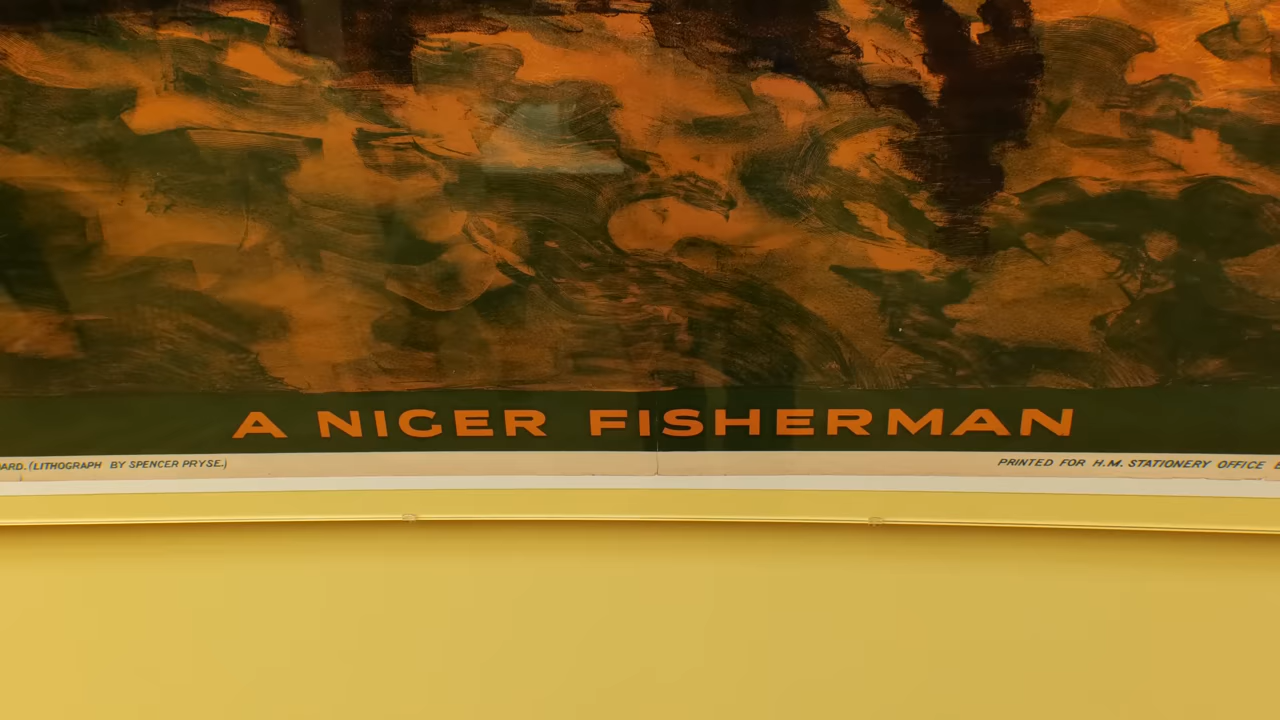 A NIGER FISHERMAN
(LITHOGRAPH BY SPENCER PRYSE.)
PRINTED FOR H.M. STATIONERY OFFICE